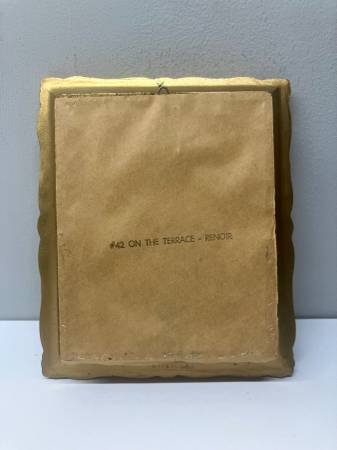 #42 ON THE TERRACE - RENOIR